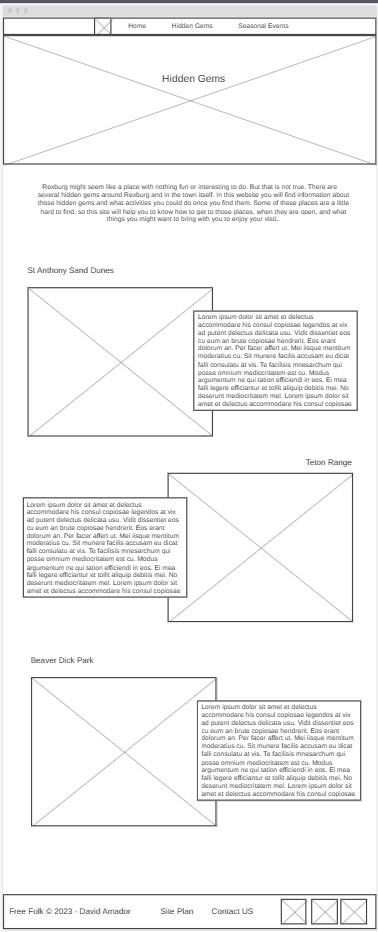 Home Hidden Gems Seasonal Events
Hidden Gems
Rexburg might seem like a place with nothing fun or interesting to do. But that is not true. There are
several hidden gems around Rexburg and in the town itself. In this website you will find information about
those hidden gems and what activities you could do once you find them. Some of these places are a little
hard to find, so this site will help you to know how to get to those places, when they are open, and what
things you might want to bring with you to enjoy your visit..
St Anthony Sand Dunes
Lorem ipsum dolor sit amet et delectus
accommodare his consul copiosae legendos at vix
ad putent delectus delicata usu. Vidit dissentiet eos
cu eum an brute copiosae hendrerit. Eos erant
dolorum an. Per facer affert ut. Mei iisque mentitum
moderatius cu. Sit munere facilis accusam eu dicat
falli consulatu at vis. Te facilisis mnesarchum qui
posse omnium mediocritatem est cu. Modus
argumentum ne qui tation efficiendi in eos. Ei mea
falli legere efficiantur et tollit aliquip debitis mei. No
deserunt mediocritatem mel. Lorem ipsum dolor sit
amet et delectus accommodare his consul copiosae
Teton Range
Lorem ipsum dolor sit amet et delectus
accommodare his consul copiosae legendos at vix
ad putent delectus delicata usu. Vidit dissentiet eos
cu eum an brute copiosae hendrerit. Eos erant
dolorum an. Per facer affert ut. Mei iisque mentitum
moderatius cu. Sit munere facilis accusam eu dicat
falli consulatu at vis. Te facilisis mnesarchum qui
posse omnium mediocritatem est cu. Modus
argumentum ne qui tation efficiendi in eos. Ei mea
falli legere efficiantur et tollit aliquip debitis mei. No
deserunt mediocritatem mel. Lorem ipsum dolor sit
amet et delectus accommodare his consul copiosae
Beaver Dick Park
Lorem ipsum dolor sit amet et delectus
accommodare his consul copiosae legendos at vix
ad putent delectus delicata usu. Vidit dissentiet eos
cu eum an brute copiosae hendrerit. Eos erant
dolorum an. Per facer affert ut. Mei iisque mentitum
moderatius cu. Sit munere facilis accusam eu dicat
falli consulatu at vis. Te facilisis mnesarchum qui
posse omnium mediocritatem est cu. Modus
argumentum ne qui tation efficiendi in eos. Ei mea
falli legere efficiantur et tollit aliquip debitis mei. No
deserunt mediocritatem mel. Lorem ipsum dolor sit
amet et delectus accommodare his consul copiosae
Free Folk © 2023 - David Amador Site Plan Contact US